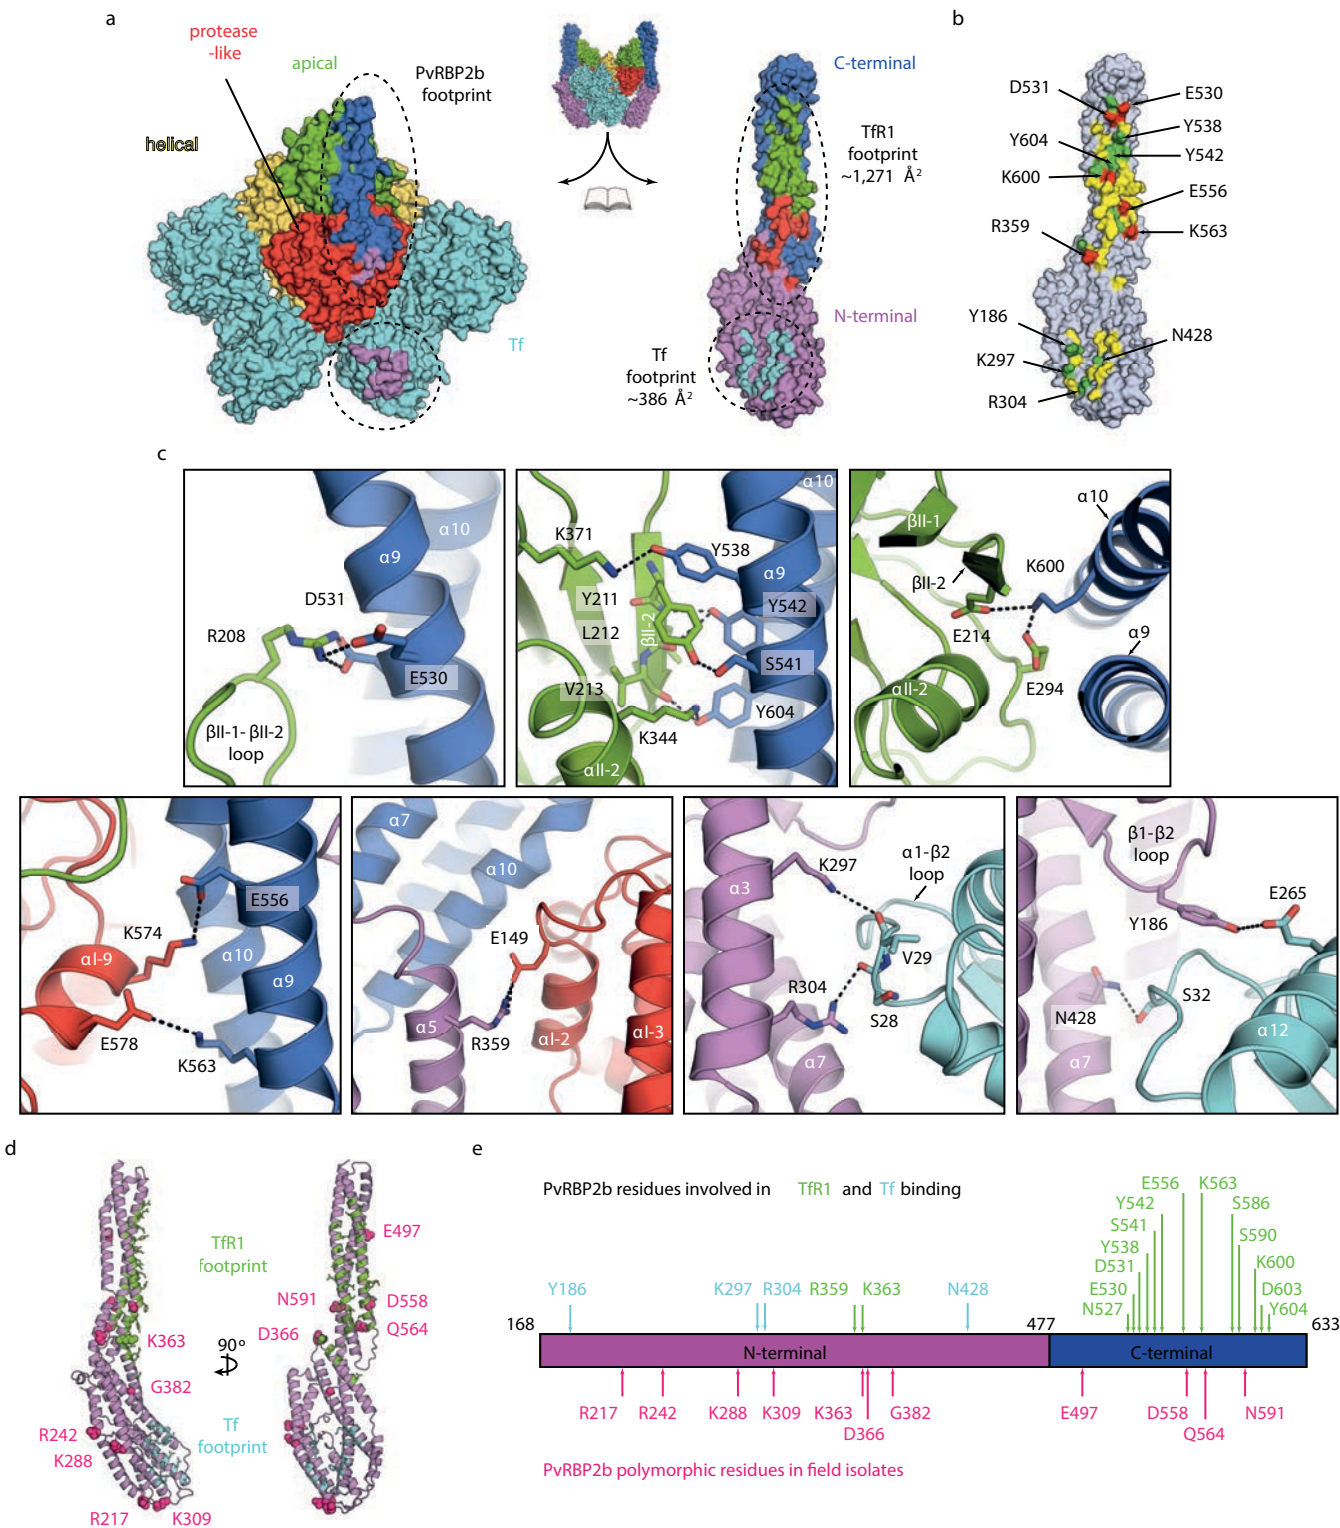 a
protease
-like
apical
PvRBP2b
footprint
helical
Tf
C-terminal
TfR1
footprint
~1,271 Å²
N-terminal
Tf
footprint
~386 Å²
b
D531
E530
Y538
Y604
Y542
K600
E556
R359
K563
Y186
N428
K297
R304
c
α10
α9
D531
R208
E530
βII-1-βII-2
loop
α10
K371
Y538
α9
Y211
Y542
L212
βII-2
S541
V213
Y604
K344
αII-2
α10
βII-1
K600
βII-2
E214
α9
αII-2
E294
E556
K574
αI-9
α10
α9
E578
K563
α7
α10
E149
α5
R359
αI-2
αI-3
K297
α1-β2
loop
α3
V29
R304
S28
α7
β1-β2
loop
E265
Y186
S32
N428
α12
α7
d
E497
TfR1
footprint
N591
D558
Q564
D366
K363
90°
G382
R242
Tf
footprint
K288
R217
K309
e
PvRBP2b residues involved in TfR1 and Tf binding
E556
K563
Y542
S586
S541
S590
Y538
K600
D531
D603
E530
Y604
N527
Y186
K297
R304
R359
K363
N428
168
477
633
N-terminal
C-terminal
R217
R242
K288
K309
K363
D366
G382
E497
D558
Q564
N591
PvRBP2b polymorphic residues in field isolates